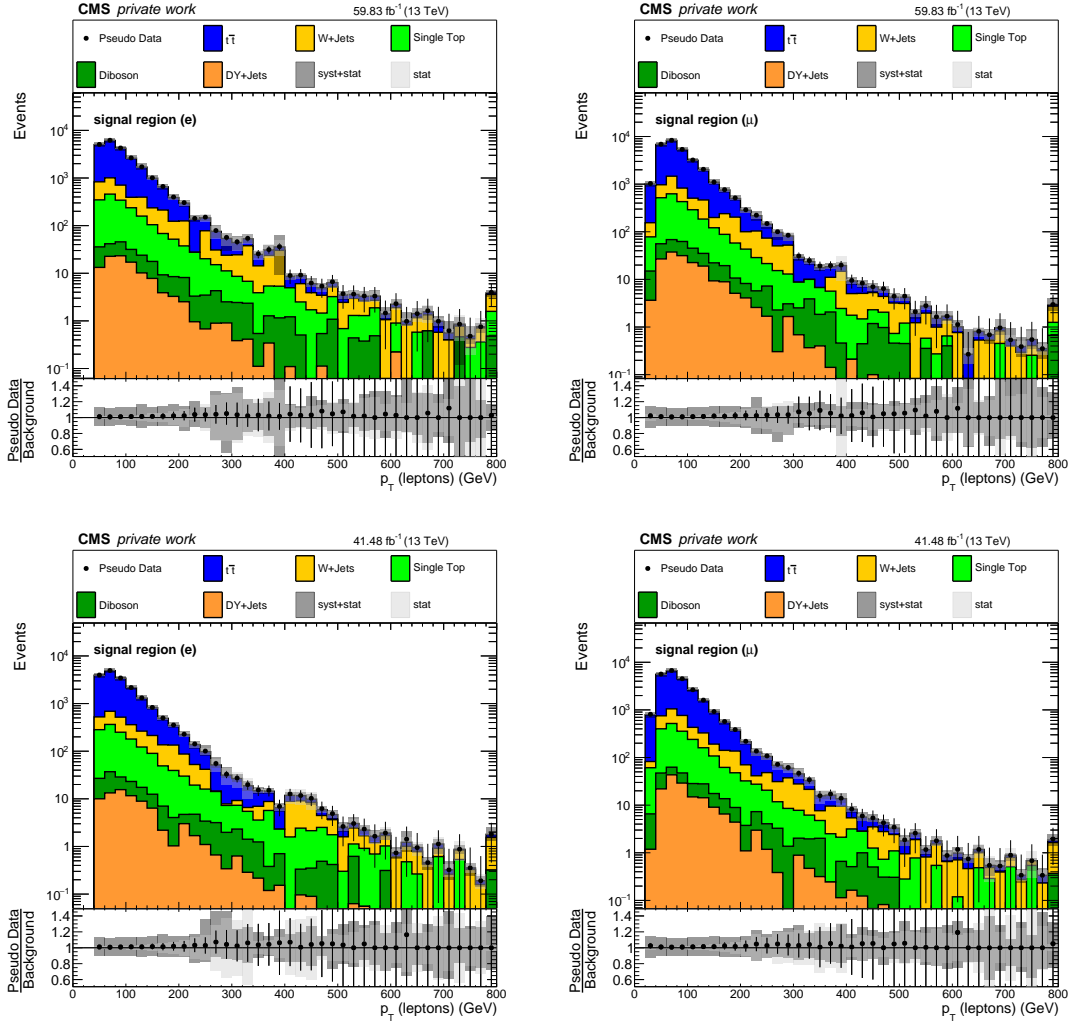 CMS private work 59.83 fb⁻¹ (13 TeV)
Pseudo Data tt̅ W+Jets Single Top
Diboson DY+Jets syst+stat stat
Events
signal region (e)
10⁴
10³
10²
10
1
10⁻¹
Pseudo Data
Background
1.4
1.2
1
0.8
0.6
0 100 200 300 400 500 600 700 800
p_T (leptons) (GeV)
CMS private work 59.83 fb⁻¹ (13 TeV)
Pseudo Data tt̅ W+Jets Single Top
Diboson DY+Jets syst+stat stat
Events
signal region (μ)
10⁴
10³
10²
10
1
10⁻¹
Pseudo Data
Background
1.4
1.2
1
0.8
0.6
0 100 200 300 400 500 600 700 800
p_T (leptons) (GeV)
CMS private work 41.48 fb⁻¹ (13 TeV)
Pseudo Data tt̅ W+Jets Single Top
Diboson DY+Jets syst+stat stat
Events
signal region (e)
10⁴
10³
10²
10
1
10⁻¹
Pseudo Data
Background
1.4
1.2
1
0.8
0.6
0 100 200 300 400 500 600 700 800
p_T (leptons) (GeV)
CMS private work 41.48 fb⁻¹ (13 TeV)
Pseudo Data tt̅ W+Jets Single Top
Diboson DY+Jets syst+stat stat
Events
signal region (μ)
10⁴
10³
10²
10
1
10⁻¹
Pseudo Data
Background
1.4
1.2
1
0.8
0.6
0 100 200 300 400 500 600 700 800
p_T (leptons) (GeV)